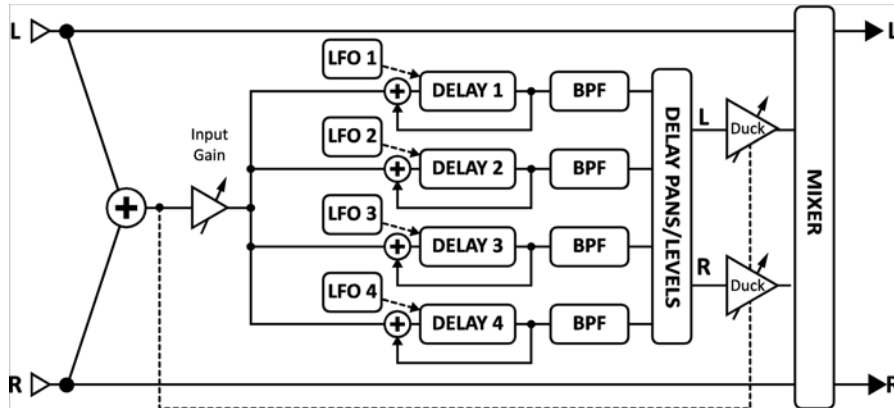 L
L
LFO 1
DELAY 1
BPF
Input
Gain
LFO 2
DELAY 2
BPF
LFO 3
DELAY 3
BPF
LFO 4
DELAY 4
BPF
DELAY PANS/LEVELS
L
Duck
R
Duck
MIXER
R
R